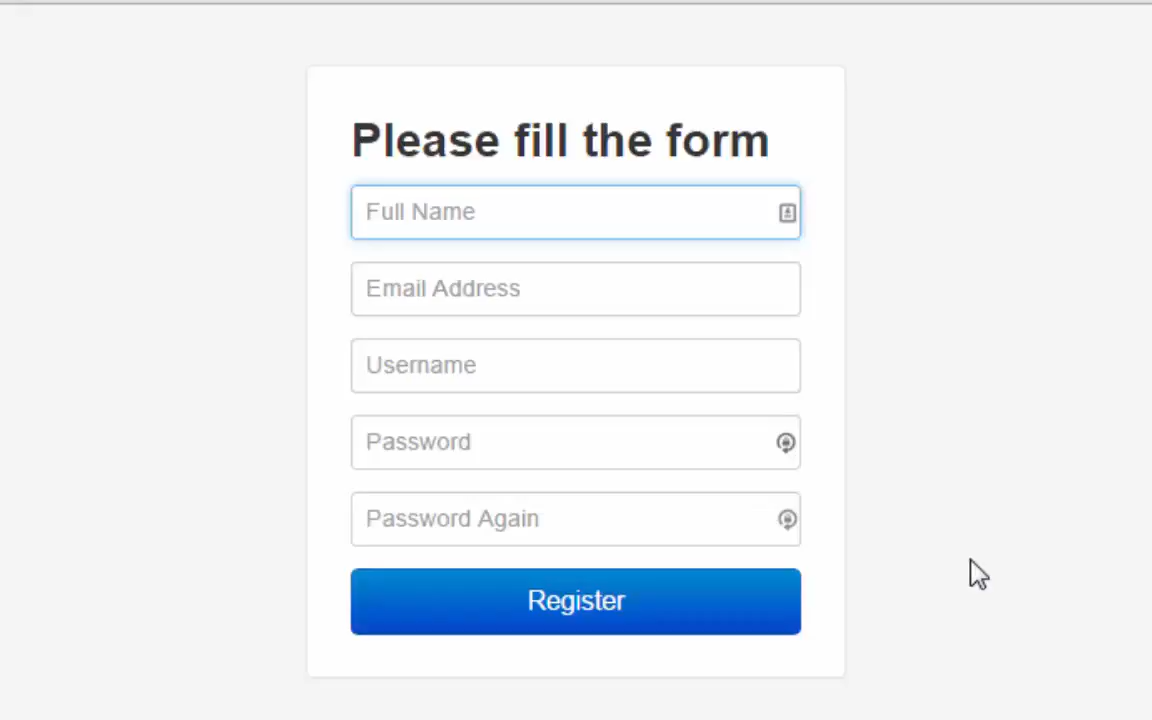 Please fill the form
Full Name
Email Address
Username
Password
Password Again
Register